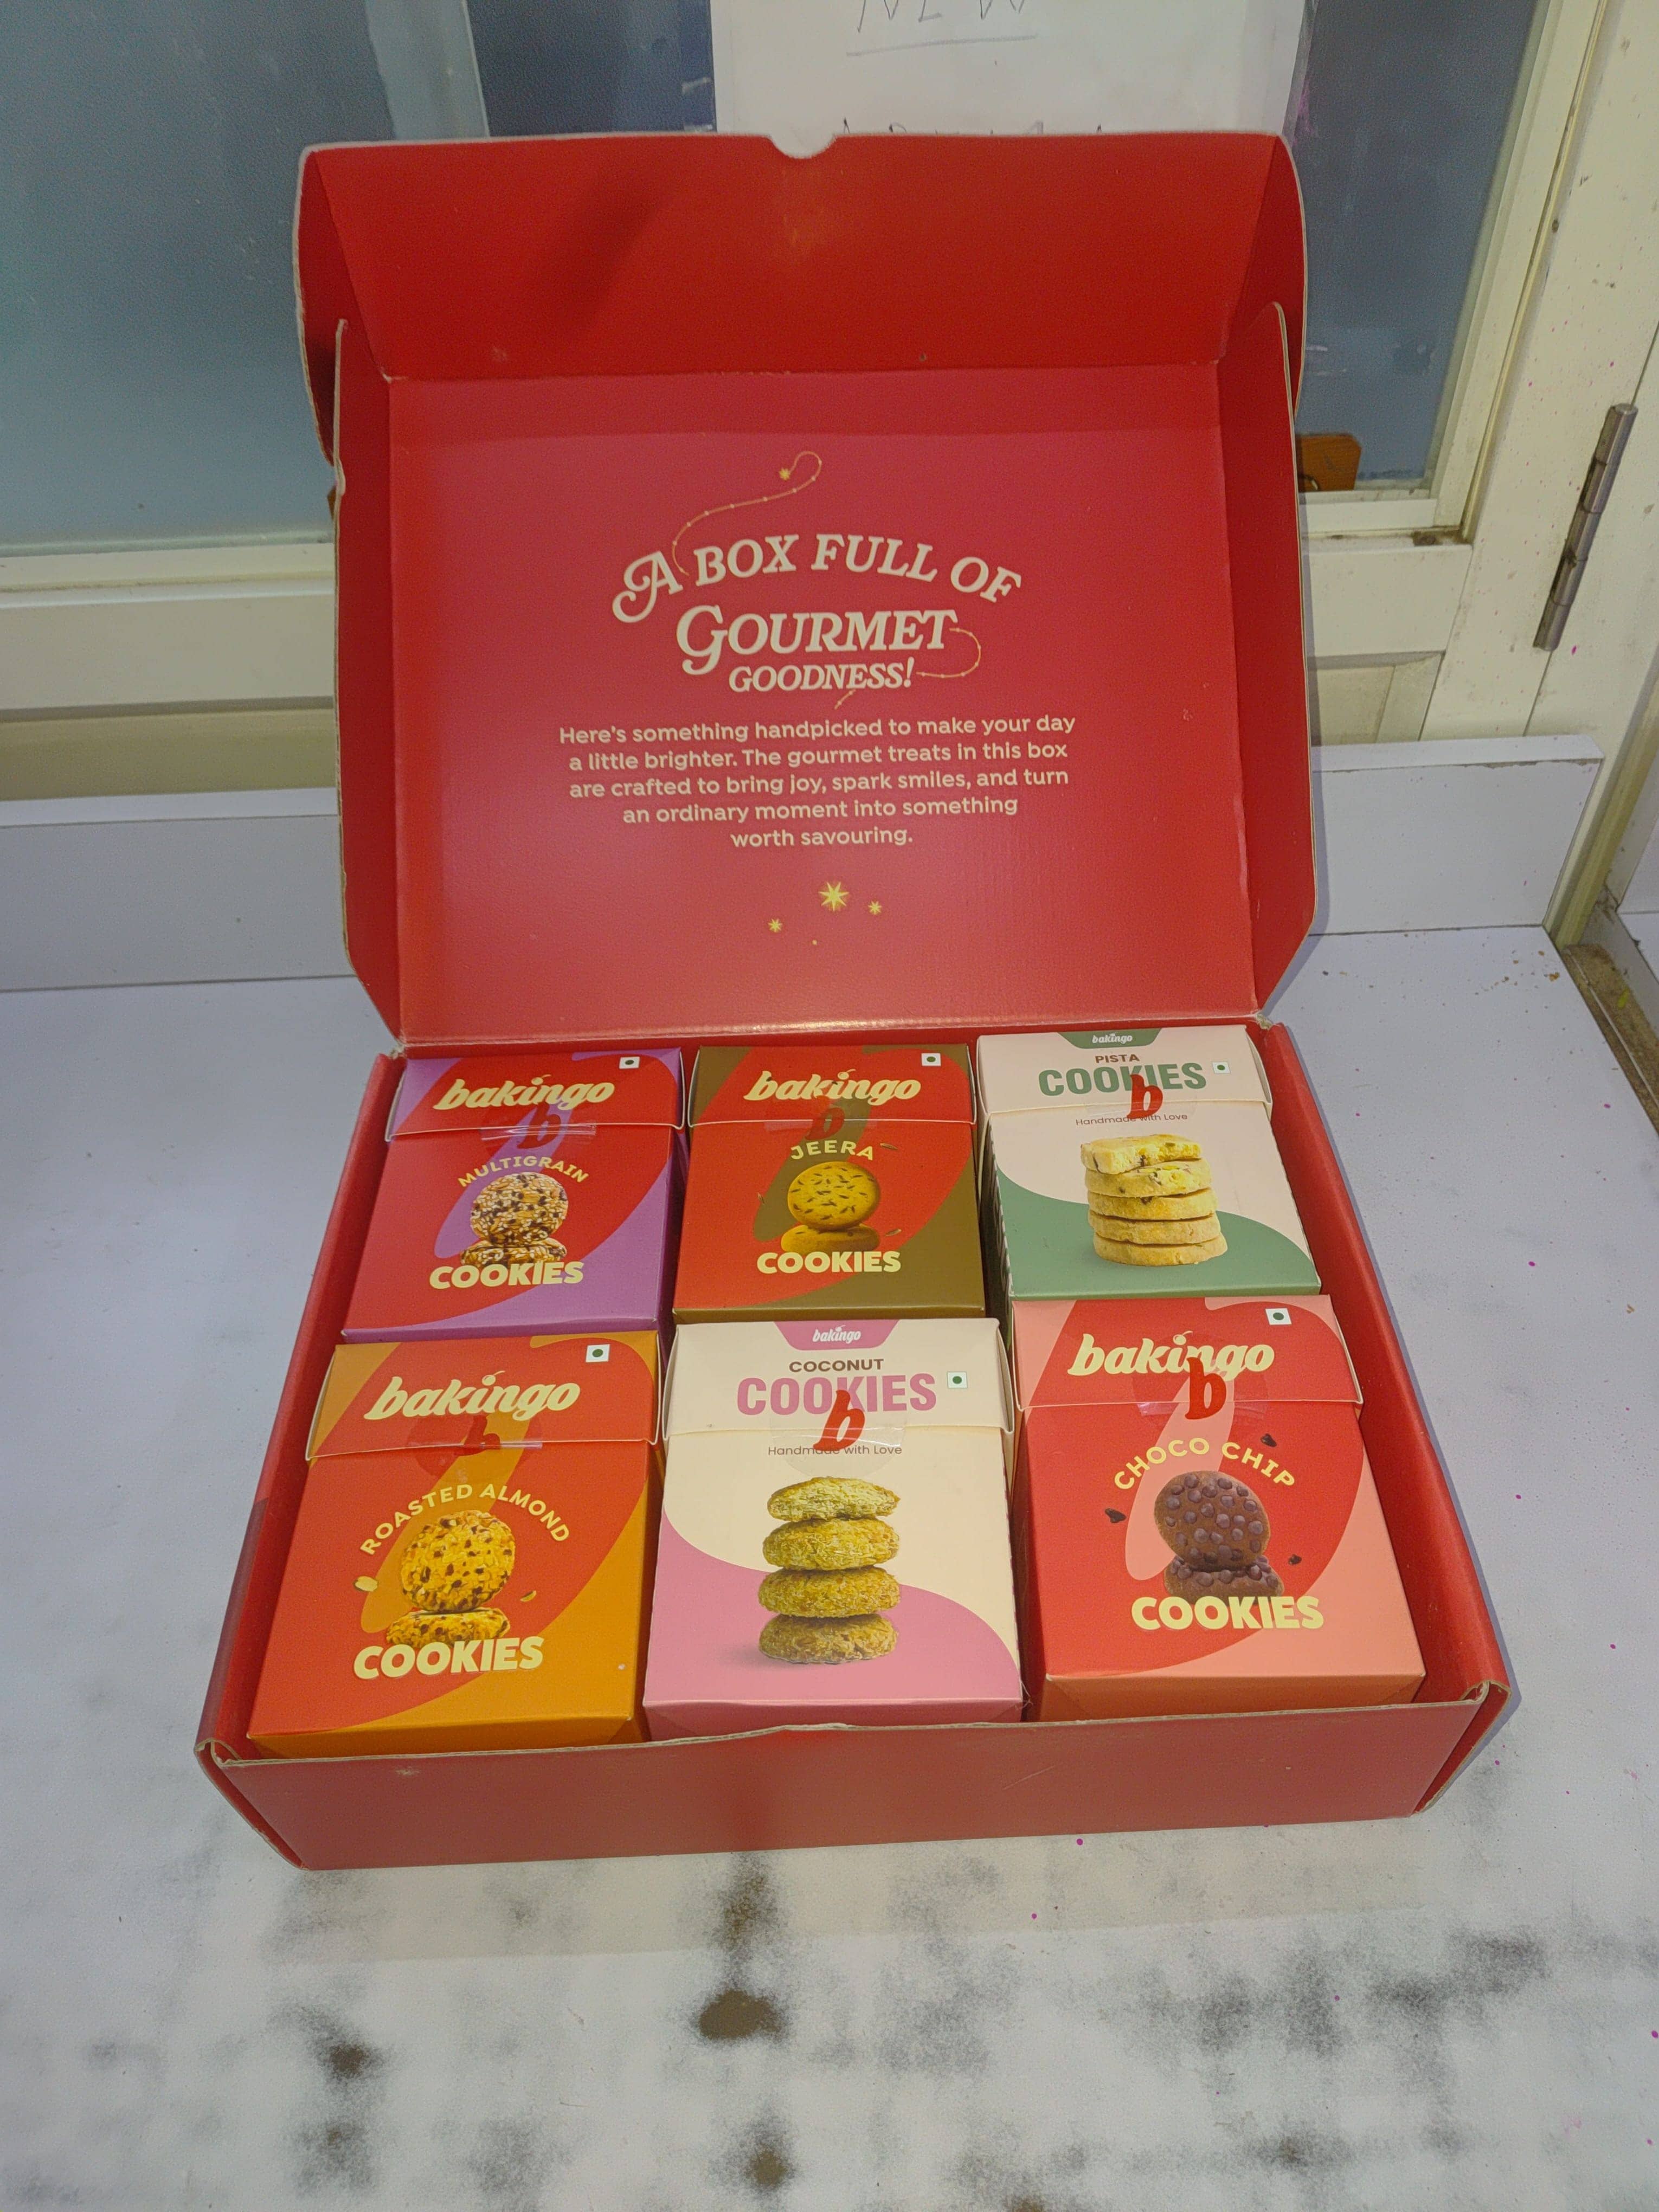 NEW
A BOX FULL OF
GOURMET
GOODNESS!
Here's something handpicked to make your day
a little brighter. The gourmet treats in this box
are crafted to bring joy, spark smiles, and turn
an ordinary moment into something
worth savouring.
bakingo
b
MULTIGRAIN
COOKIES
bakingo
b
JEERA
COOKIES
bakingo
PISTA
COOKIES
b
Handmade with Love
bakingo
b
ROASTED ALMOND
COOKIES
bakingo
COCONUT
COOKIES
b
Handmade with Love
bakingo
b
CHOCO CHIP
COOKIES